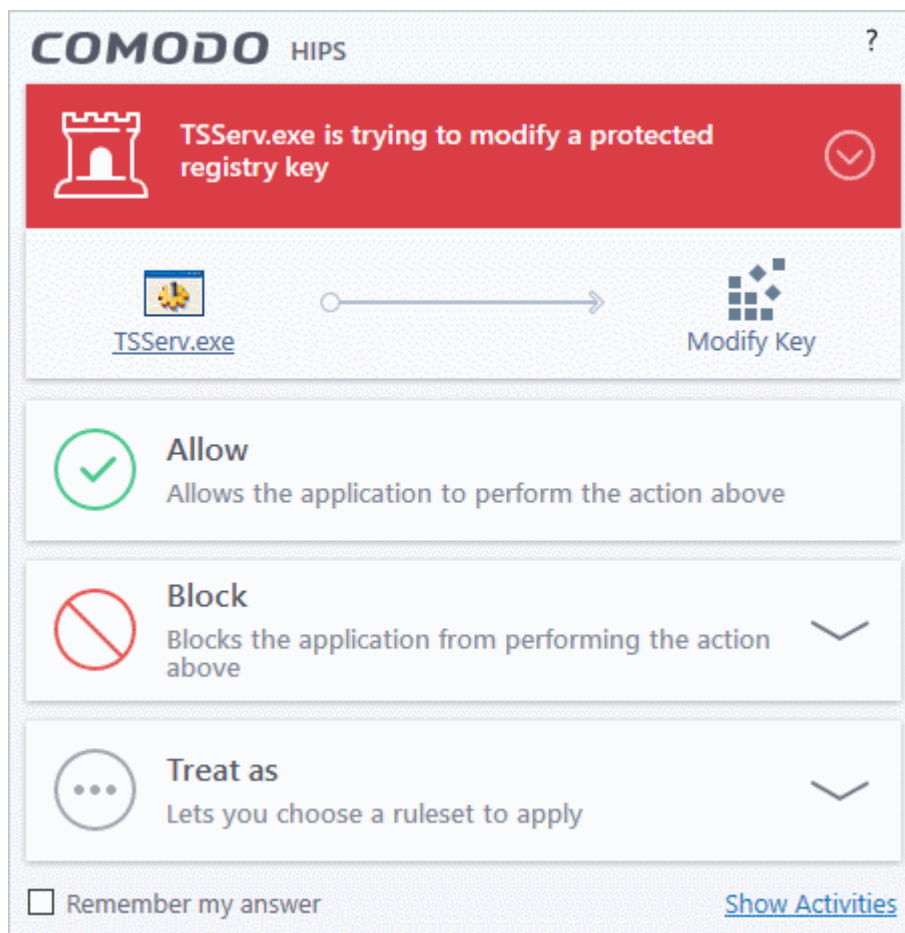 COMODO HIPS ?
TSServ.exe is trying to modify a protected
registry key
TSServ.exe
Modify Key
Allow
Allows the application to perform the action above
Block
Blocks the application from performing the action
above
Treat as
Lets you choose a ruleset to apply
Remember my answer
Show Activities